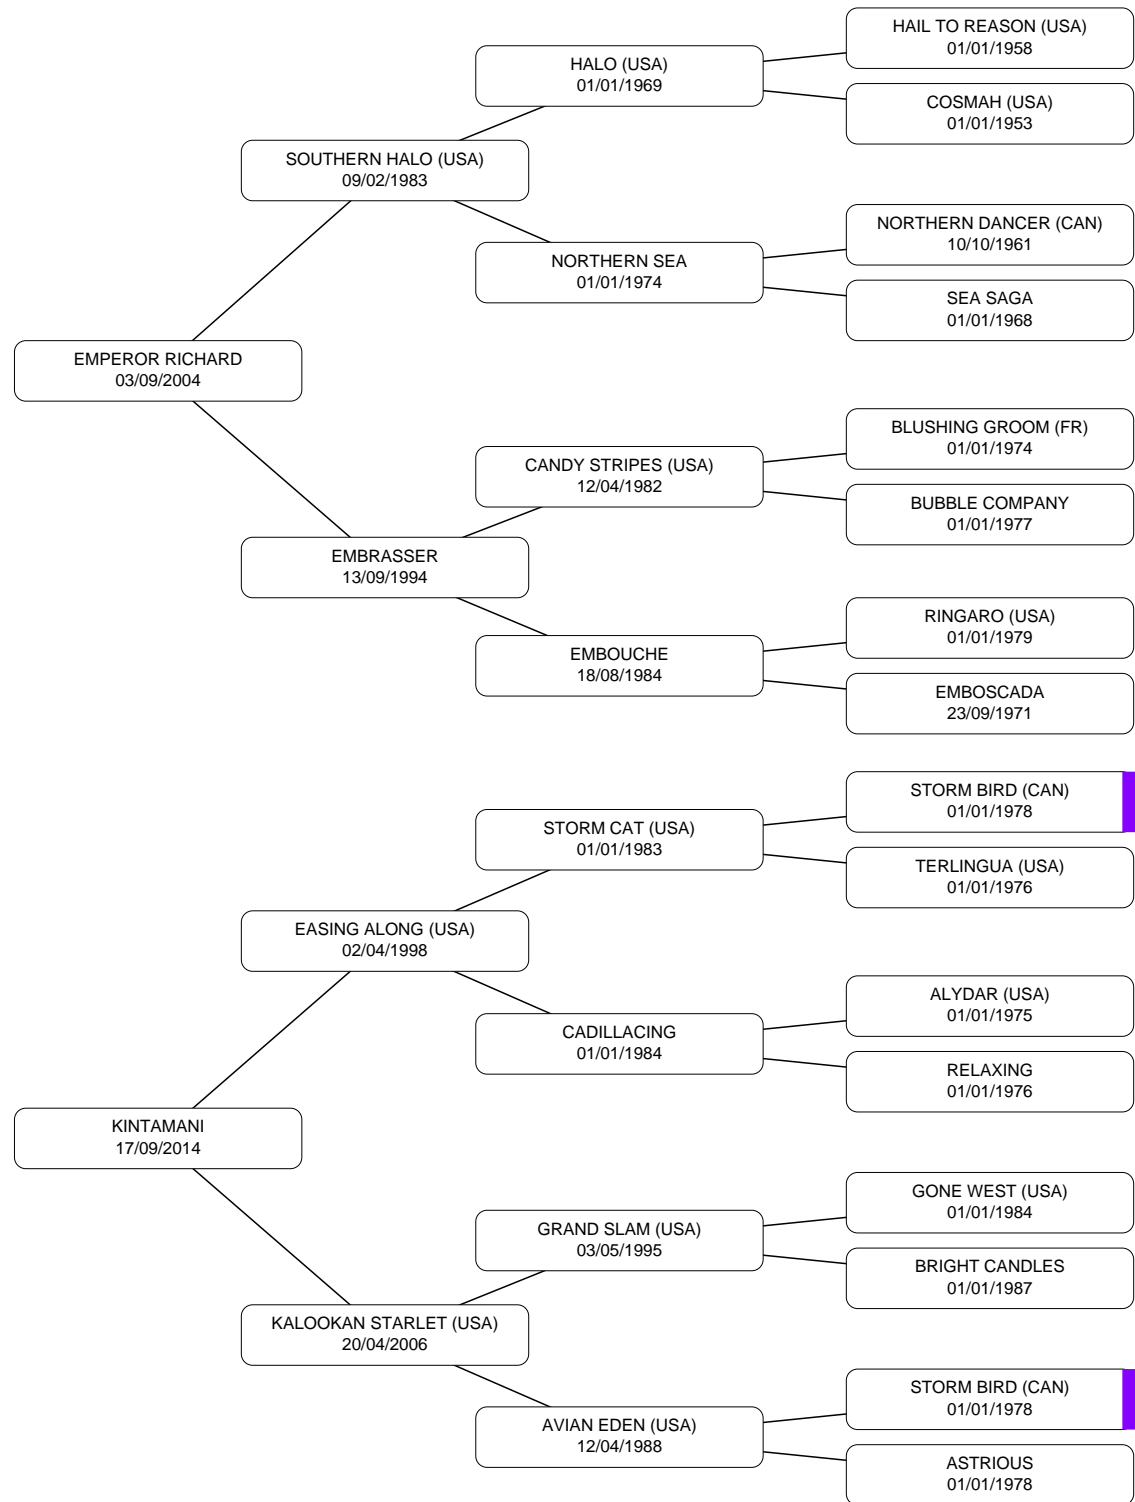 HAIL TO REASON (USA)
01/01/1958
HALO (USA)
01/01/1969
COSMAH (USA)
01/01/1953
SOUTHERN HALO (USA)
09/02/1983
NORTHERN DANCER (CAN)
10/10/1961
NORTHERN SEA
01/01/1974
SEA SAGA
01/01/1968
EMPEROR RICHARD
03/09/2004
BLUSHING GROOM (FR)
01/01/1974
CANDY STRIPES (USA)
12/04/1982
BUBBLE COMPANY
01/01/1977
EMBRASSER
13/09/1994
RINGARO (USA)
01/01/1979
EMBOUCHE
18/08/1984
EMBOSCADA
23/09/1971
STORM BIRD (CAN)
01/01/1978
STORM CAT (USA)
01/01/1983
TERLINGUA (USA)
01/01/1976
EASING ALONG (USA)
02/04/1998
ALYDAR (USA)
01/01/1975
CADILLACING
01/01/1984
RELAXING
01/01/1976
KINTAMANI
17/09/2014
GONE WEST (USA)
01/01/1984
GRAND SLAM (USA)
03/05/1995
BRIGHT CANDLES
01/01/1987
KALOOKAN STARLET (USA)
20/04/2006
STORM BIRD (CAN)
01/01/1978
AVIAN EDEN (USA)
12/04/1988
ASTRIOUS
01/01/1978